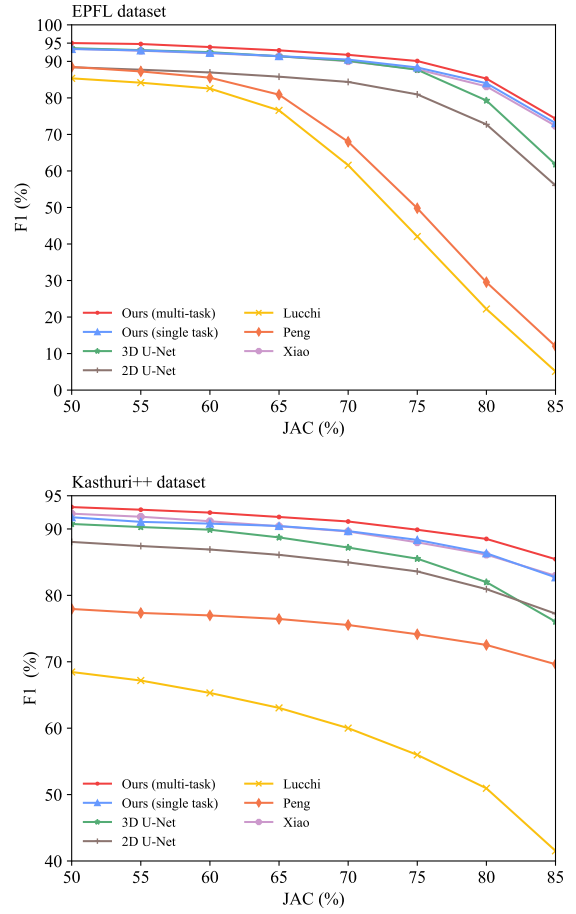 EPFL dataset
100
95
90
80
70
60
50
40
30
20
10
0
F1 (%)
Ours (multi-task)
Ours (single task)
3D U-Net
2D U-Net
Lucchi
Peng
Xiao
50 55 60 65 70 75 80 85
JAC (%)
Kasthuri++ dataset
95
90
80
70
60
50
40
F1 (%)
Ours (multi-task)
Ours (single task)
3D U-Net
2D U-Net
Lucchi
Peng
Xiao
50 55 60 65 70 75 80 85
JAC (%)